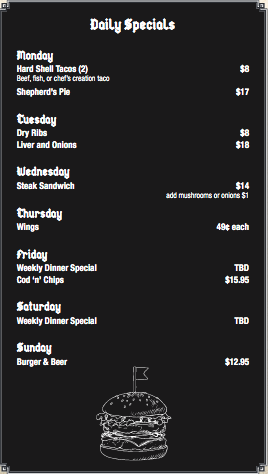 Daily Specials
Monday
Hard Shell Tacos (2) $8
Beef, fish, or chef's creation taco
Shepherd's Pie $17
Tuesday
Dry Ribs $8
Liver and Onions $18
Wednesday
Steak Sandwich $14
add mushrooms or onions $1
Thursday
Wings 49¢ each
Friday
Weekly Dinner Special TBD
Cod 'n' Chips $15.95
Saturday
Weekly Dinner Special TBD
Sunday
Burger & Beer $12.95